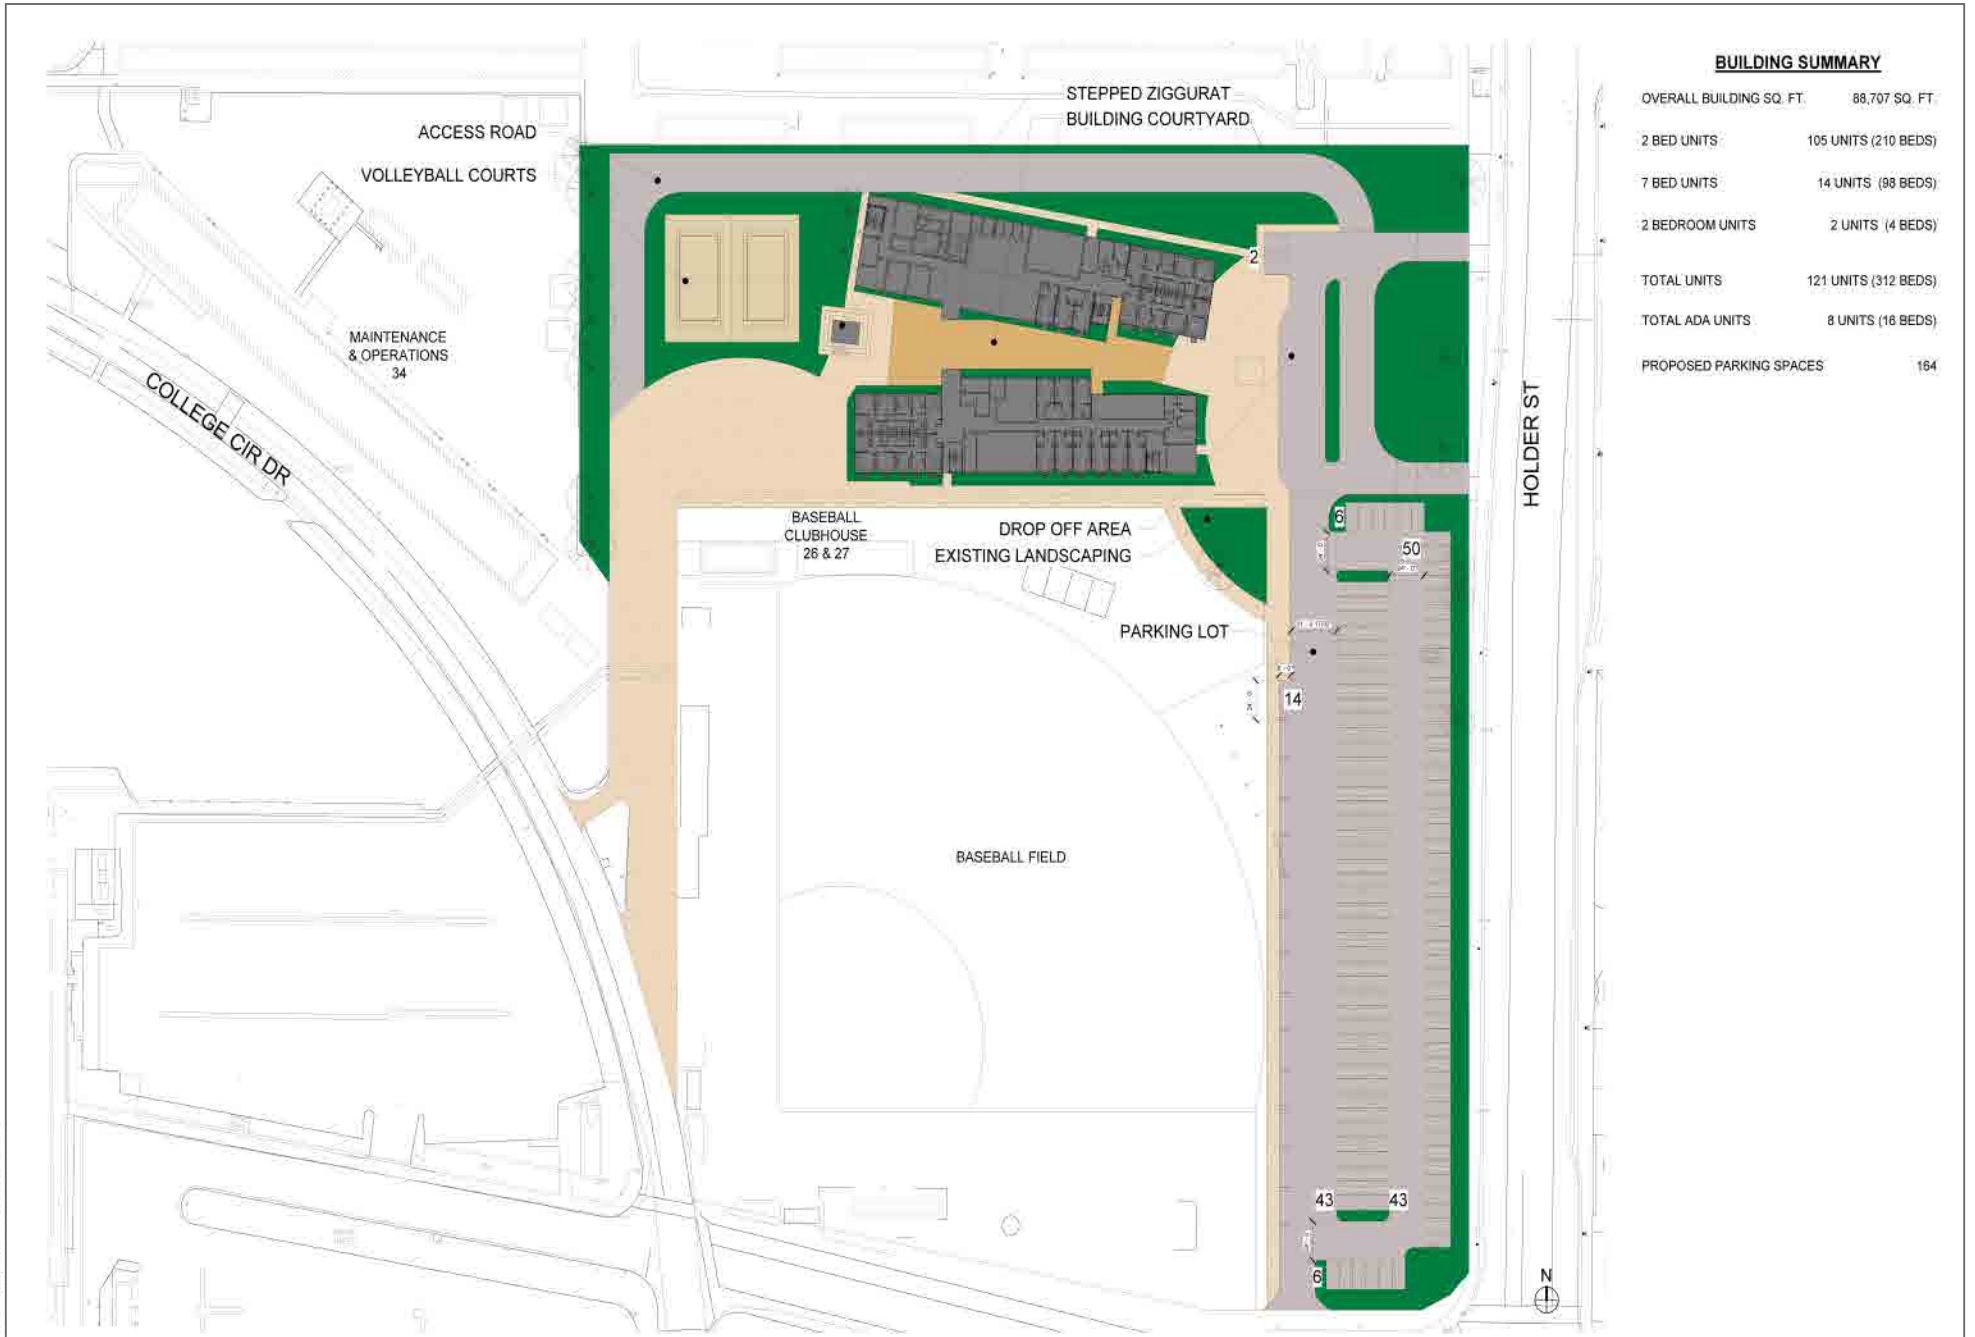 BUILDING SUMMARY
OVERALL BUILDING SQ. FT. 88,707 SQ. FT.
2 BED UNITS 105 UNITS (210 BEDS)
7 BED UNITS 14 UNITS (98 BEDS)
2 BEDROOM UNITS 2 UNITS (4 BEDS)
TOTAL UNITS 121 UNITS (312 BEDS)
TOTAL ADA UNITS 8 UNITS (16 BEDS)
PROPOSED PARKING SPACES 164
STEPPED ZIGGURAT
BUILDING COURTYARD
ACCESS ROAD
VOLLEYBALL COURTS
2
MAINTENANCE
& OPERATIONS
34
COLLEGE CIR DR
HOLDER ST
BASEBALL
CLUBHOUSE
26 & 27
DROP OFF AREA
EXISTING LANDSCAPING
6
50
PARKING LOT
14
BASEBALL FIELD
43
43
6
N